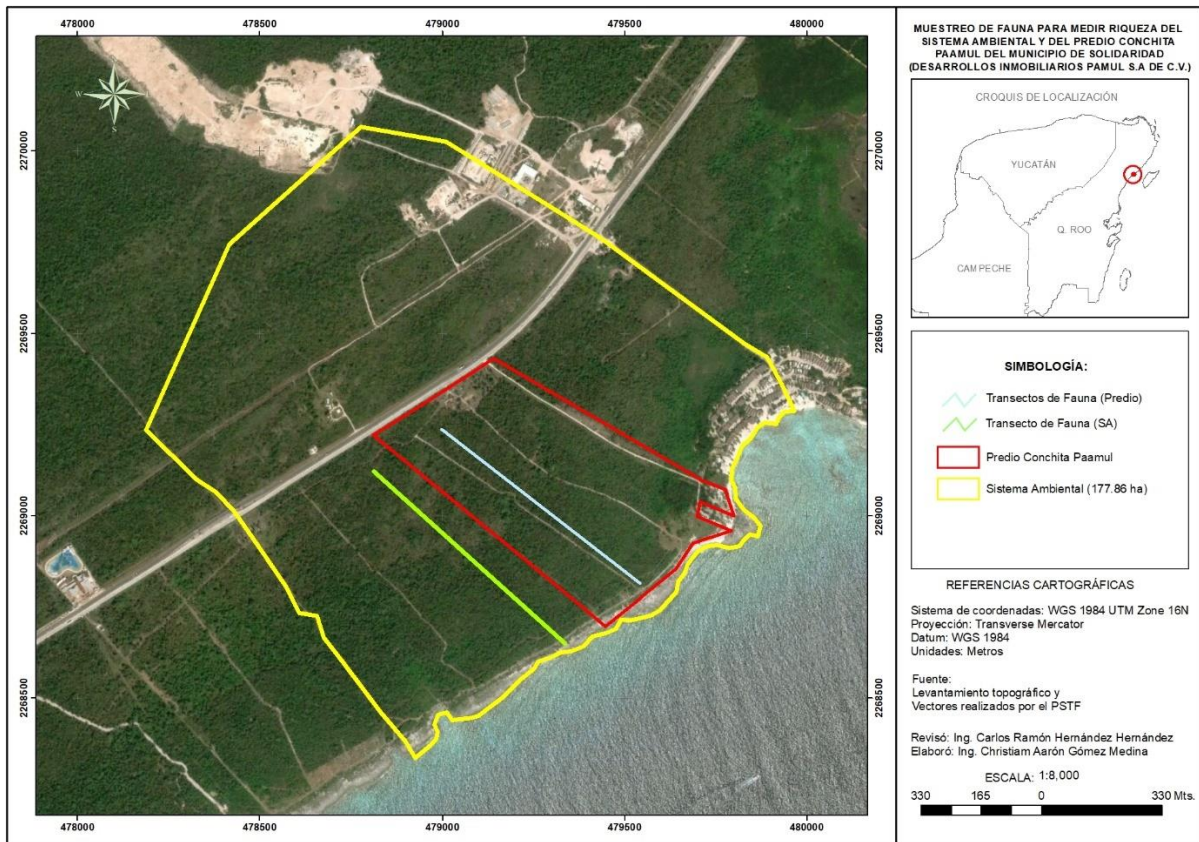 478000 478500 479000 479500 480000
2270000 2270000
2269500 2269500
2269000 2269000
2268500 2268500
478000 478500 479000 479500 480000
N
W
S
MUESTREO DE FAUNA PARA MEDIR RIQUEZA DEL
SISTEMA AMBIENTAL Y DEL PREDIO CONCHITA
PAAMUL DEL MUNICIPIO DE SOLIDARIDAD
(DESARROLLOS INMOBILIARIOS PAMUL S.A DE C.V.)
CROQUIS DE LOCALIZACIÓN
YUCATÁN
Q. ROO
CAMPECHE
SIMBOLOGÍA:
Transectos de Fauna (Predio)
Transecto de Fauna (SA)
Predio Conchita Paamul
Sistema Ambiental (177.86 ha)
REFERENCIAS CARTOGRÁFICAS
Sistema de coordenadas: WGS 1984 UTM Zone 16N
Proyección: Transverse Mercator
Datum: WGS 1984
Unidades: Metros
Fuente:
Levantamiento topográfico y
Vectores realizados por el PSTF
Revisó: Ing. Carlos Ramón Hernández Hernández
Elaboró: Ing. Christiam Aarón Gómez Medina
ESCALA: 1:8,000
330 165 0 330 Mts.